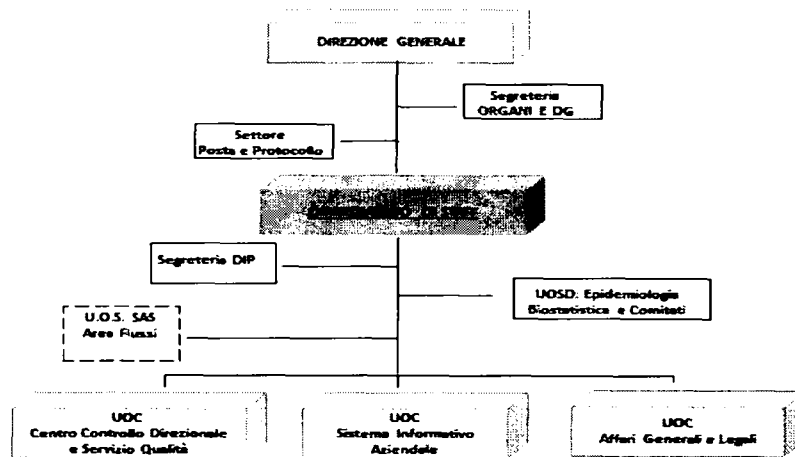 DIREZIONE GENERALE
Segreteria
ORGANI E DG
Settore
Posta e Protocollo
Segreteria DIP
UOSD: Epidemiologia
Biostatistica e Comitati
U.O.S. SAS
Area Flussi
UOC
Centro Controllo Direzionale
e Servizio Qualità
UOC
Sistema Informativo
Aziendale
UOC
Affari Generali e Legali